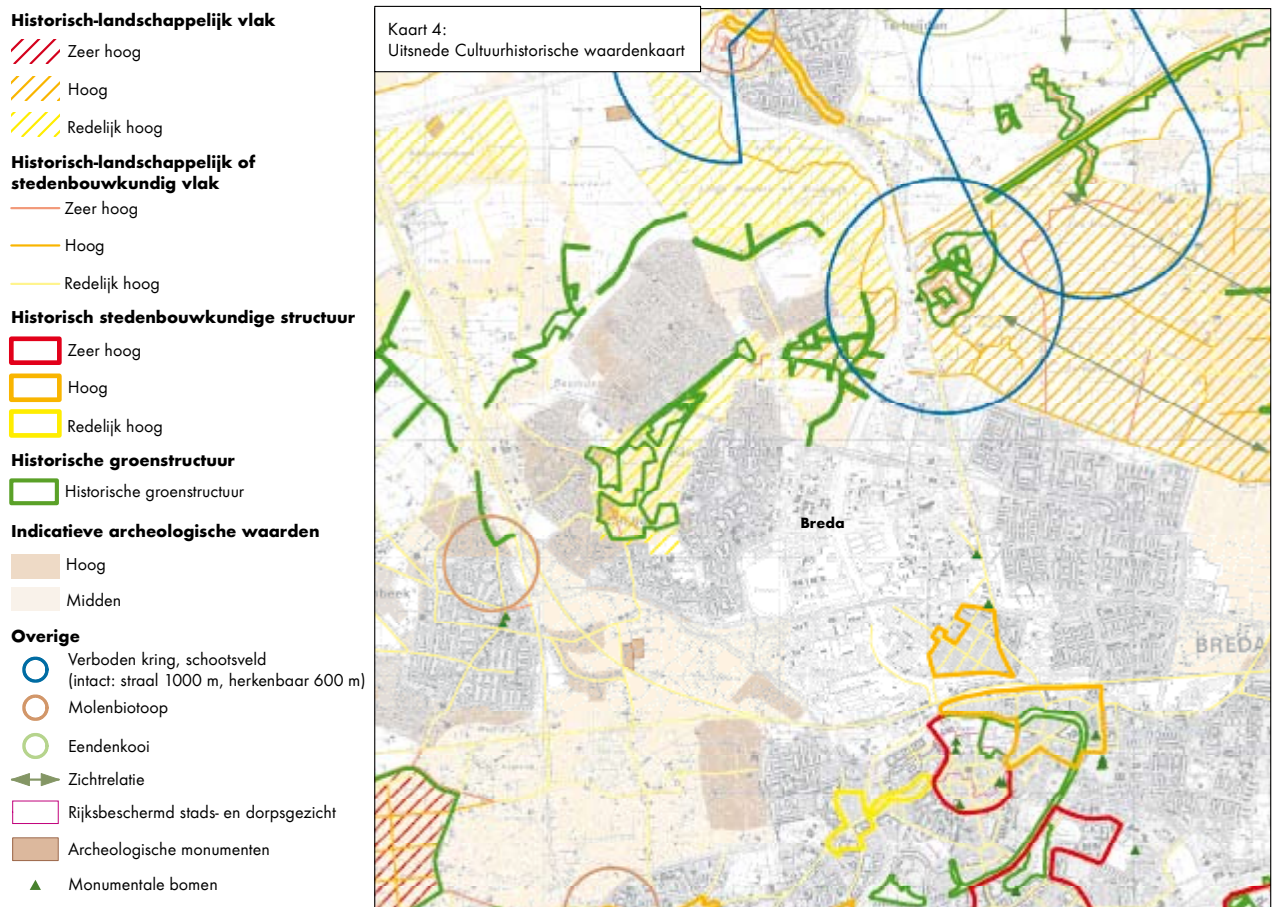 Historisch-landschappelijk vlak
Zeer hoog
Hoog
Redelijk hoog
Historisch-landschappelijk of
stedenbouwkundig vlak
Zeer hoog
Hoog
Redelijk hoog
Historisch stedenbouwkundige structuur
Zeer hoog
Hoog
Redelijk hoog
Historische groenstructuur
Historische groenstructuur
Indicatieve archeologische waarden
Hoog
Midden
Overige
Verboden kring, schootsveld
(intact: straal 1000 m, herkenbaar 600 m)
Molenbiotoop
Eendenkooi
Zichtrelatie
Rijksbeschermd stads- en dorpsgezicht
Archeologische monumenten
Monumentale bomen
Kaart 4:
Uitsnede Cultuurhistorische waardenkaart
Terheijden
Breda
BREDA